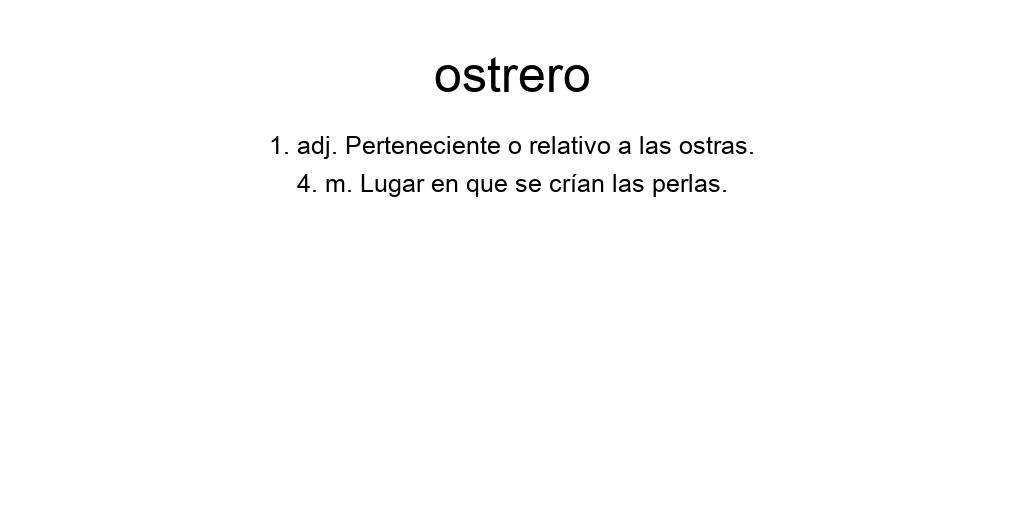 ostrero
1. adj. Perteneciente o relativo a las ostras.
4. m. Lugar en que se crían las perlas.